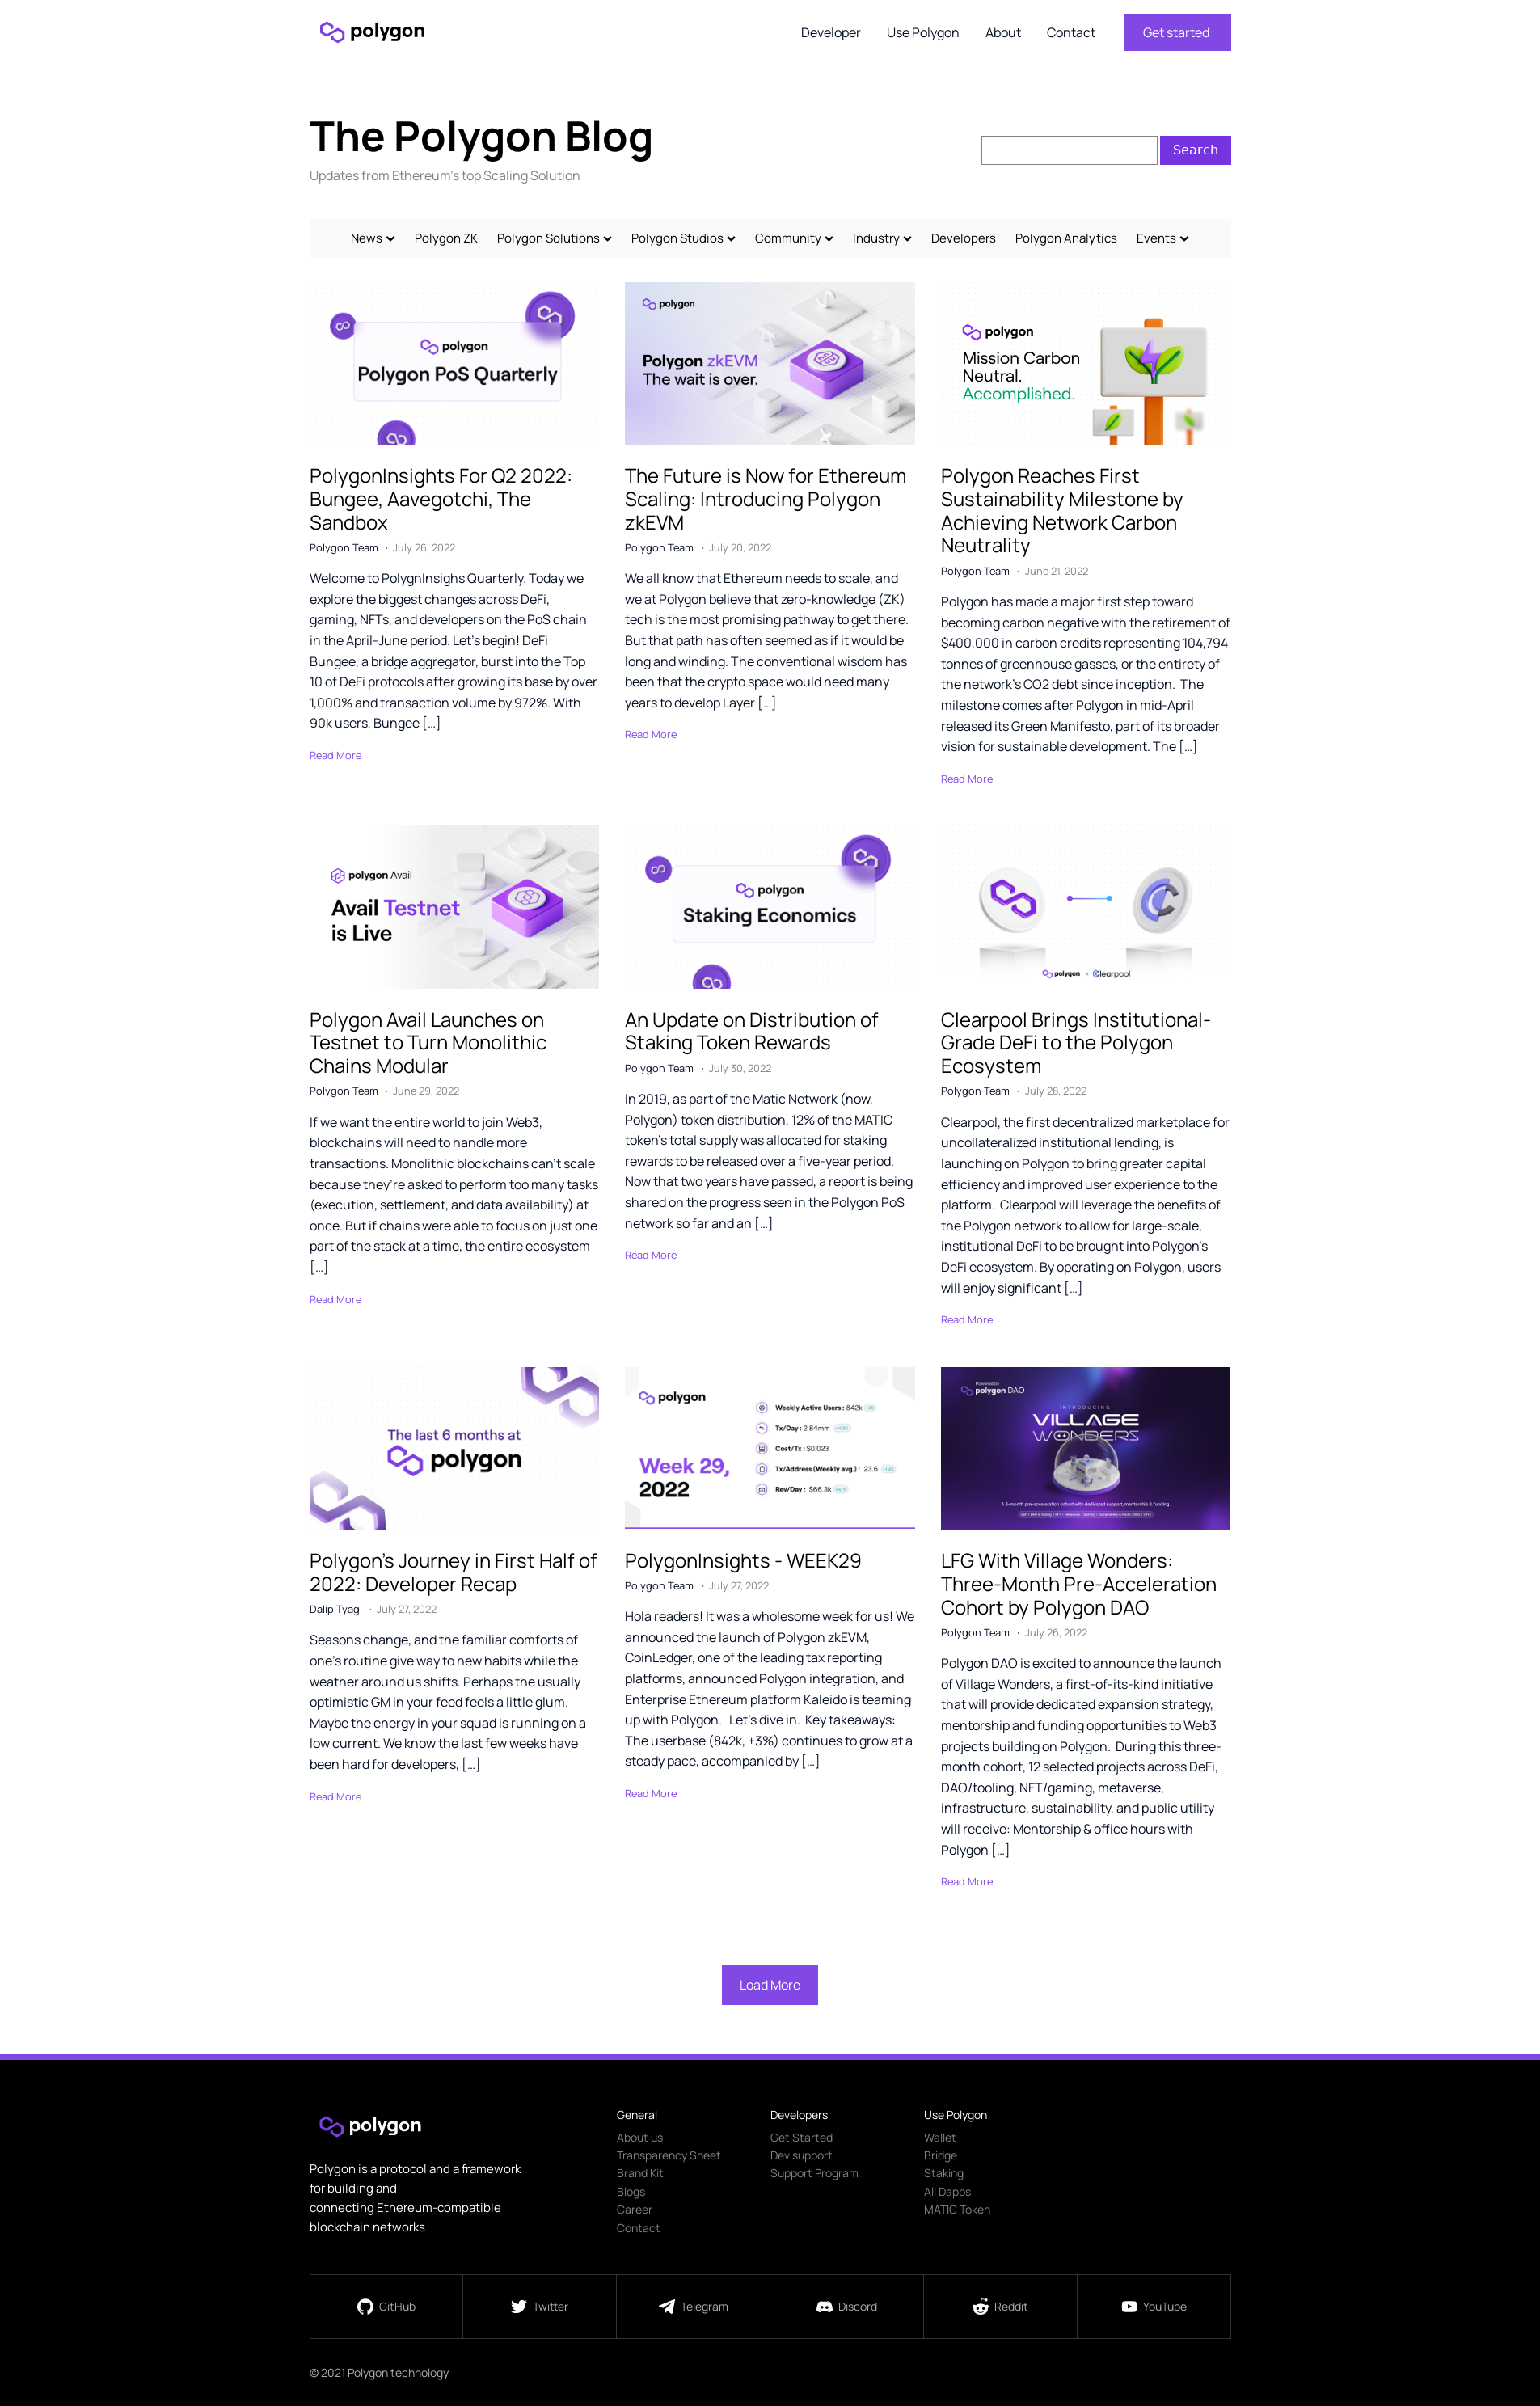 polygon
Developer
Use Polygon
About
Contact
Get started
The Polygon Blog
Updates from Ethereum's top Scaling Solution
Search
News
Polygon ZK
Polygon Solutions
Polygon Studios
Community
Industry
Developers
Polygon Analytics
Events
polygon
Polygon PoS Quarterly
PolygonInsights For Q2 2022:
Bungee, Aavegotchi, The
Sandbox
Polygon Team · July 26, 2022
Welcome to PolygnInsighs Quarterly. Today we
explore the biggest changes across DeFi,
gaming, NFTs, and developers on the PoS chain
in the April-June period. Let's begin! DeFi
Bungee, a bridge aggregator, burst into the Top
10 of DeFi protocols after growing its base by over
1,000% and transaction volume by 972%. With
90k users, Bungee [...]
Read More
polygon
Polygon zkEVM
The wait is over.
The Future is Now for Ethereum
Scaling: Introducing Polygon
zkEVM
Polygon Team · July 20, 2022
We all know that Ethereum needs to scale, and
we at Polygon believe that zero-knowledge (ZK)
tech is the most promising pathway to get there.
But that path has often seemed as if it would be
long and winding. The conventional wisdom has
been that the crypto space would need many
years to develop Layer [...]
Read More
polygon
Mission Carbon
Neutral.
Accomplished.
Polygon Reaches First
Sustainability Milestone by
Achieving Network Carbon
Neutrality
Polygon Team · June 21, 2022
Polygon has made a major first step toward
becoming carbon negative with the retirement of
$400,000 in carbon credits representing 104,794
tonnes of greenhouse gasses, or the entirety of
the network's CO2 debt since inception. The
milestone comes after Polygon in mid-April
released its Green Manifesto, part of its broader
vision for sustainable development. The [...]
Read More
polygon Avail
Avail Testnet
is Live
Polygon Avail Launches on
Testnet to Turn Monolithic
Chains Modular
Polygon Team · June 29, 2022
If we want the entire world to join Web3,
blockchains will need to handle more
transactions. Monolithic blockchains can't scale
because they're asked to perform too many tasks
(execution, settlement, and data availability) at
once. But if chains were able to focus on just one
part of the stack at a time, the entire ecosystem
[...]
Read More
polygon
Staking Economics
An Update on Distribution of
Staking Token Rewards
Polygon Team · July 30, 2022
In 2019, as part of the Matic Network (now,
Polygon) token distribution, 12% of the MATIC
token's total supply was allocated for staking
rewards to be released over a five-year period.
Now that two years have passed, a report is being
shared on the progress seen in the Polygon PoS
network so far and an [...]
Read More
polygon × Clearpool
Clearpool Brings Institutional-
Grade DeFi to the Polygon
Ecosystem
Polygon Team · July 28, 2022
Clearpool, the first decentralized marketplace for
uncollateralized institutional lending, is
launching on Polygon to bring greater capital
efficiency and improved user experience to the
platform. Clearpool will leverage the benefits of
the Polygon network to allow for large-scale,
institutional DeFi to be brought into Polygon's
DeFi ecosystem. By operating on Polygon, users
will enjoy significant [...]
Read More
The last 6 months at
polygon
Polygon's Journey in First Half of
2022: Developer Recap
Dalip Tyagi · July 27, 2022
Seasons change, and the familiar comforts of
one's routine give way to new habits while the
weather around us shifts. Perhaps the usually
optimistic GM in your feed feels a little glum.
Maybe the energy in your squad is running on a
low current. We know the last few weeks have
been hard for developers, [...]
Read More
polygon
Week 29,
2022
Weekly Active Users : 842k
Tx/Day : 2.84mm
Cost/Tx : $0.023
Tx/Address (Weekly avg.) : 23.6
Rev/Day : $66.3k
PolygonInsights - WEEK29
Polygon Team · July 27, 2022
Hola readers! It was a wholesome week for us! We
announced the launch of Polygon zkEVM,
CoinLedger, one of the leading tax reporting
platforms, announced Polygon integration, and
Enterprise Ethereum platform Kaleido is teaming
up with Polygon. Let's dive in. Key takeaways:
The userbase (842k, +3%) continues to grow at a
steady pace, accompanied by [...]
Read More
Powered by
polygon DAO
INTRODUCING
VILLAGE
WONDERS
A 3-month pre-acceleration cohort with dedicated support, mentorship & funding.
LFG With Village Wonders:
Three-Month Pre-Acceleration
Cohort by Polygon DAO
Polygon Team · July 26, 2022
Polygon DAO is excited to announce the launch
of Village Wonders, a first-of-its-kind initiative
that will provide dedicated expansion strategy,
mentorship and funding opportunities to Web3
projects building on Polygon. During this three-
month cohort, 12 selected projects across DeFi,
DAO/tooling, NFT/gaming, metaverse,
infrastructure, sustainability, and public utility
will receive: Mentorship & office hours with
Polygon [...]
Read More
Load More
polygon
Polygon is a protocol and a framework
for building and
connecting Ethereum-compatible
blockchain networks
General
About us
Transparency Sheet
Brand Kit
Blogs
Career
Contact
Developers
Get Started
Dev support
Support Program
Use Polygon
Wallet
Bridge
Staking
All Dapps
MATIC Token
GitHub
Twitter
Telegram
Discord
Reddit
YouTube
© 2021 Polygon technology